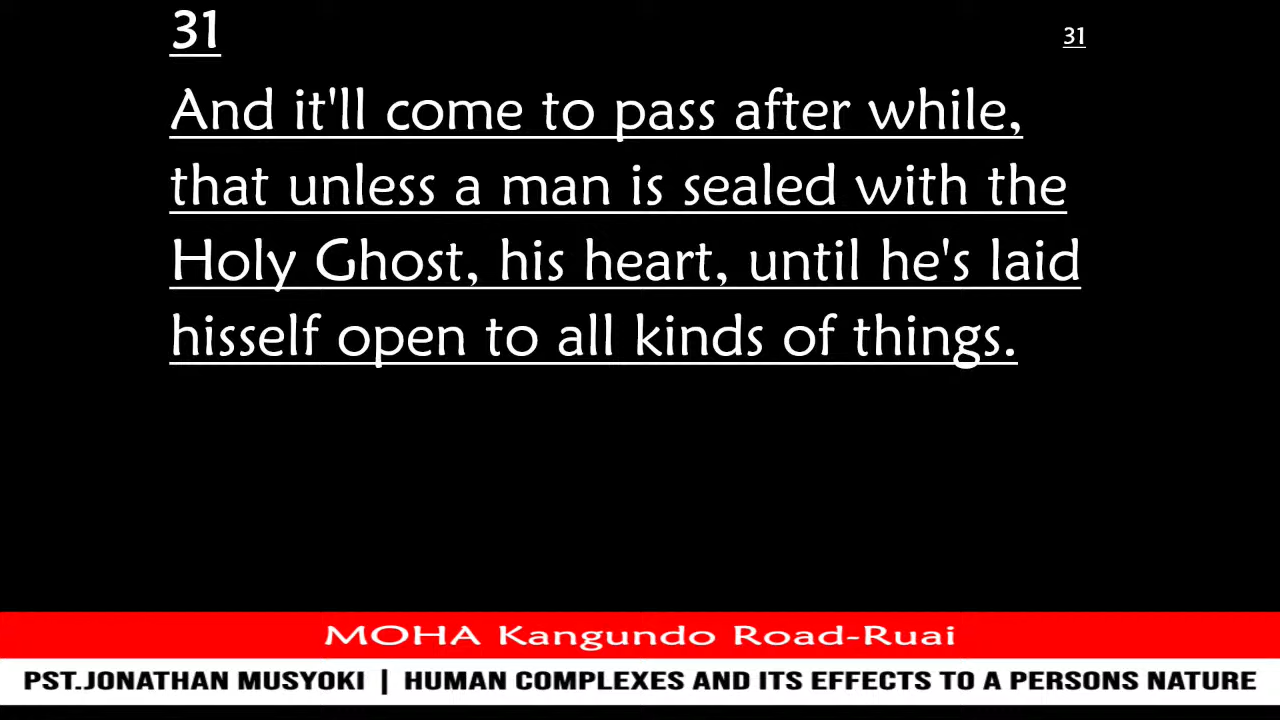 31
31
And it'll come to pass after while,
that unless a man is sealed with the
Holy Ghost, his heart, until he's laid
hisself open to all kinds of things.
MOHA Kangundo Road-Ruai
PST.JONATHAN MUSYOKI | HUMAN COMPLEXES AND ITS EFFECTS TO A PERSONS NATURE